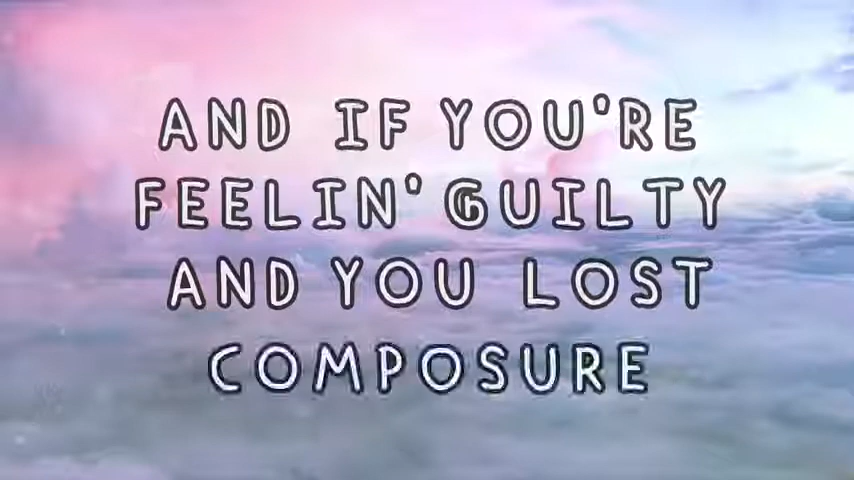 AND IF YOU'RE
FEELIN' GUILTY
AND YOU LOST
COMPOSURE